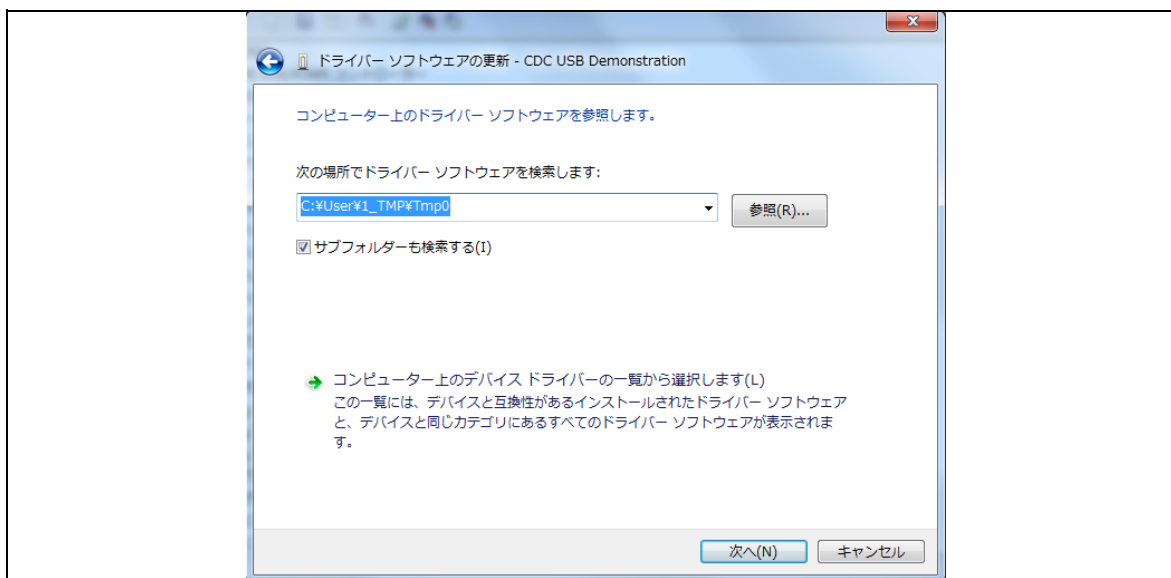 ドライバー ソフトウェアの更新 - CDC USB Demonstration
コンピューター上のドライバー ソフトウェアを参照します。
次の場所でドライバー ソフトウェアを検索します:
C:¥User¥1_TMP¥Tmp0
参照(R)...
サブフォルダーも検索する(I)
コンピューター上のデバイス ドライバーの一覧から選択します(L)
この一覧には、デバイスと互換性があるインストールされたドライバー ソフトウェア
と、デバイスと同じカテゴリにあるすべてのドライバー ソフトウェアが表示されま
す。
次へ(N)
キャンセル